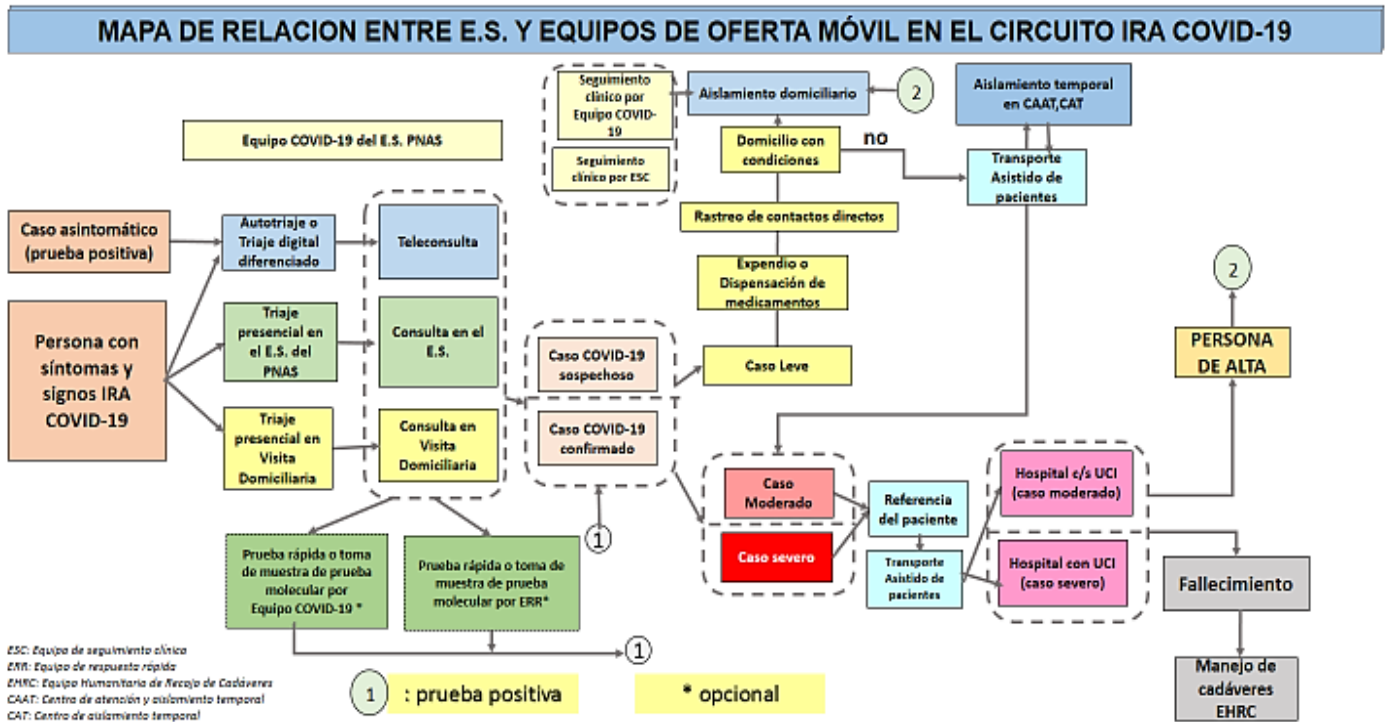 MAPA DE RELACION ENTRE E.S. Y EQUIPOS DE OFERTA MÓVIL EN EL CIRCUITO IRA COVID-19
Equipo COVID-19 del E.S. PNAS
Seguimiento
clínico por
Equipo COVID-
19
Seguimiento
clínico por ESC
Aislamiento domiciliario
2
Aislamiento temporal
en CAAT,CAT
Domicilio con
condiciones
no
Transporte
Asistido de
pacientes
Rastreo de contactos directos
Expendio o
Dispensación de
medicamentos
Caso Leve
Caso asintomático
(prueba positiva)
Persona con
síntomas y
signos IRA
COVID-19
Autotriaje o
Triaje digital
diferenciado
Triaje
presencial en
el E.S. del
PNAS
Triaje
presencial en
Visita
Domiciliaria
Teleconsulta
Consulta en el
E.S.
Consulta en
Visita
Domiciliaria
Caso COVID-19
sospechoso
Caso COVID-19
confirmado
1
Caso
Moderado
Caso severo
Referencia
del paciente
Transporte
Asistido de
pacientes
Hospital c/s UCI
(caso moderado)
Hospital con UCI
(caso severo)
2
PERSONA
DE ALTA
Fallecimiento
Manejo de
cadáveres
EHRC
Prueba rápida o toma
de muestra de prueba
molecular por
Equipo COVID-19 *
Prueba rápida o toma de
muestra de prueba
molecular por ERR*
1
ESC: Equipo de seguimiento clínico
ERR: Equipo de respuesta rápida
EHRC: Equipo Humanitario de Recojo de Cadáveres
CAAT: Centro de atención y aislamiento temporal
CAT: Centro de aislamiento temporal
1 : prueba positiva
* opcional